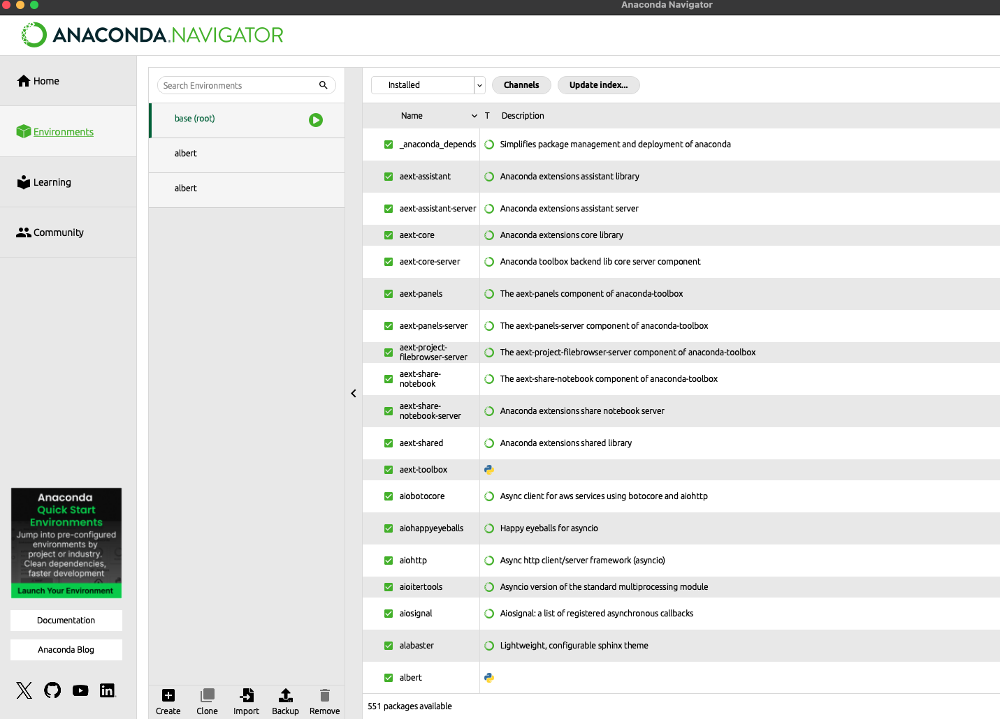 Anaconda Navigator
ANACONDA.NAVIGATOR
Home
Environments
Learning
Community
Anaconda
Quick Start
Environments
Jump into pre-configured
environments by
project or industry.
Clean dependencies,
faster development
Launch Your Environment
Documentation
Anaconda Blog
Search Environments
base (root)
albert
albert
Create
Clone
Import
Backup
Remove
Installed
Channels
Update index...
Name T Description
_anaconda_depends Simplifies package management and deployment of anaconda
aext-assistant Anaconda extensions assistant library
aext-assistant-server Anaconda extensions assistant server
aext-core Anaconda extensions core library
aext-core-server Anaconda toolbox backend lib core server component
aext-panels The aext-panels component of anaconda-toolbox
aext-panels-server The aext-panels-server component of anaconda-toolbox
aext-project-
filebrowser-server The aext-project-filebrowser-server component of anaconda-toolbox
aext-share-
notebook The aext-share-notebook component of anaconda-toolbox
aext-share-
notebook-server Anaconda extensions share notebook server
aext-shared Anaconda extensions shared library
aext-toolbox
aiobotocore Async client for aws services using botocore and aiohttp
aiohappyeyeballs Happy eyeballs for asyncio
aiohttp Async http client/server framework (asyncio)
aioitertools Asyncio version of the standard multiprocessing module
aiosignal Aiosignal: a list of registered asynchronous callbacks
alabaster Lightweight, configurable sphinx theme
albert
551 packages available